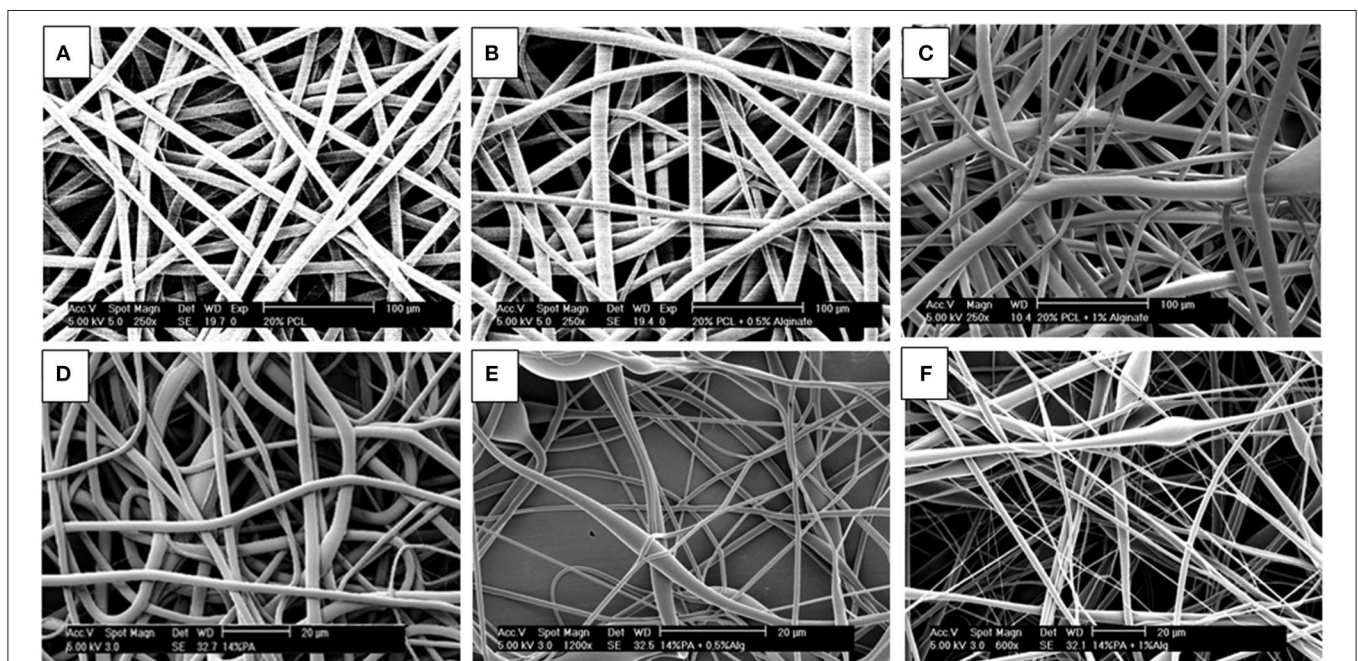 A
Acc.V Spot Magn Det WD Exp 100 µm
5.00 kV 5.0 250x SE 19.7 0 20% PCL
B
Acc.V Spot Magn Det WD Exp 100 µm
5.00 kV 5.0 250x SE 19.4 0 20% PCL + 0.5% Alginate
C
Acc.V Magn WD 100 µm
5.00 kV 250x 10.4 20% PCL + 1% Alginate
D
Acc.V Spot Magn Det WD 20 µm
5.00 kV 3.0 SE 32.7 14%PA
E
Acc.V Spot Magn Det WD 20 µm
5.00 kV 3.0 1200x SE 32.5 14%PA + 0.5%Alg
F
Acc.V Spot Magn Det WD 20 µm
5.00 kV 3.0 600x SE 32.1 14%PA + 1%Alg